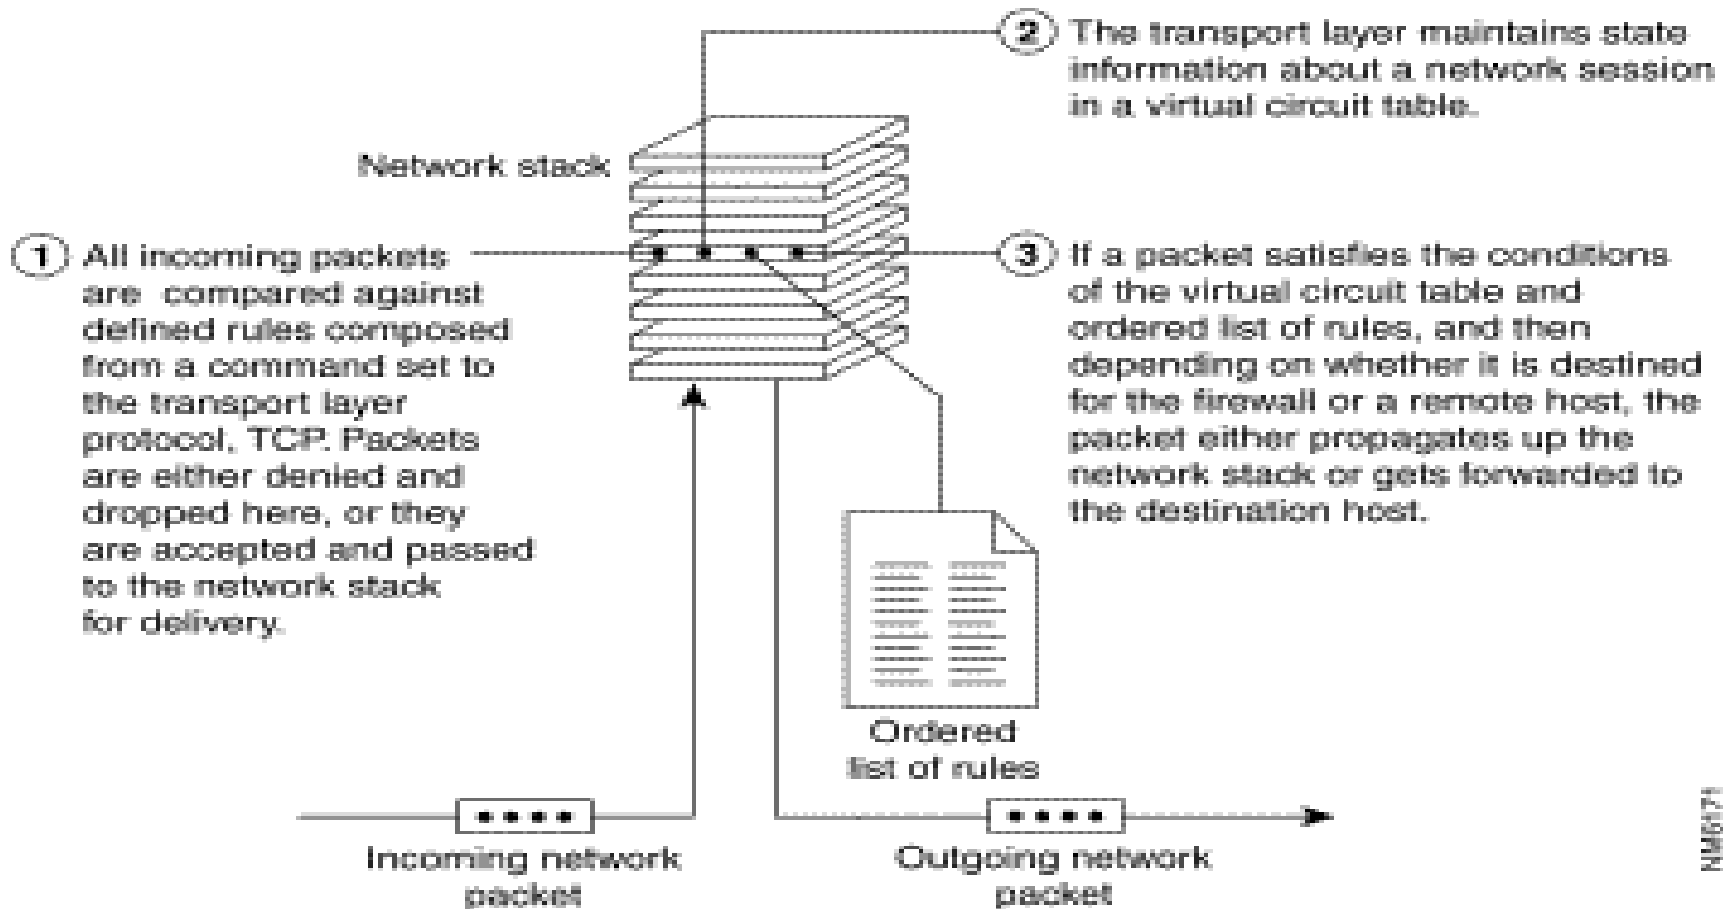 2 The transport layer maintains state
information about a network session
in a virtual circuit table.
Network stack
1 All incoming packets
are compared against
defined rules composed
from a command set to
the transport layer
protocol, TCP. Packets
are either denied and
dropped here, or they
are accepted and passed
to the network stack
for delivery.
3 If a packet satisfies the conditions
of the virtual circuit table and
ordered list of rules, and then
depending on whether it is destined
for the firewall or a remote host, the
packet either propagates up the
network stack or gets forwarded to
the destination host.
Ordered
list of rules
Incoming network
packet
Outgoing network
packet
NM6171